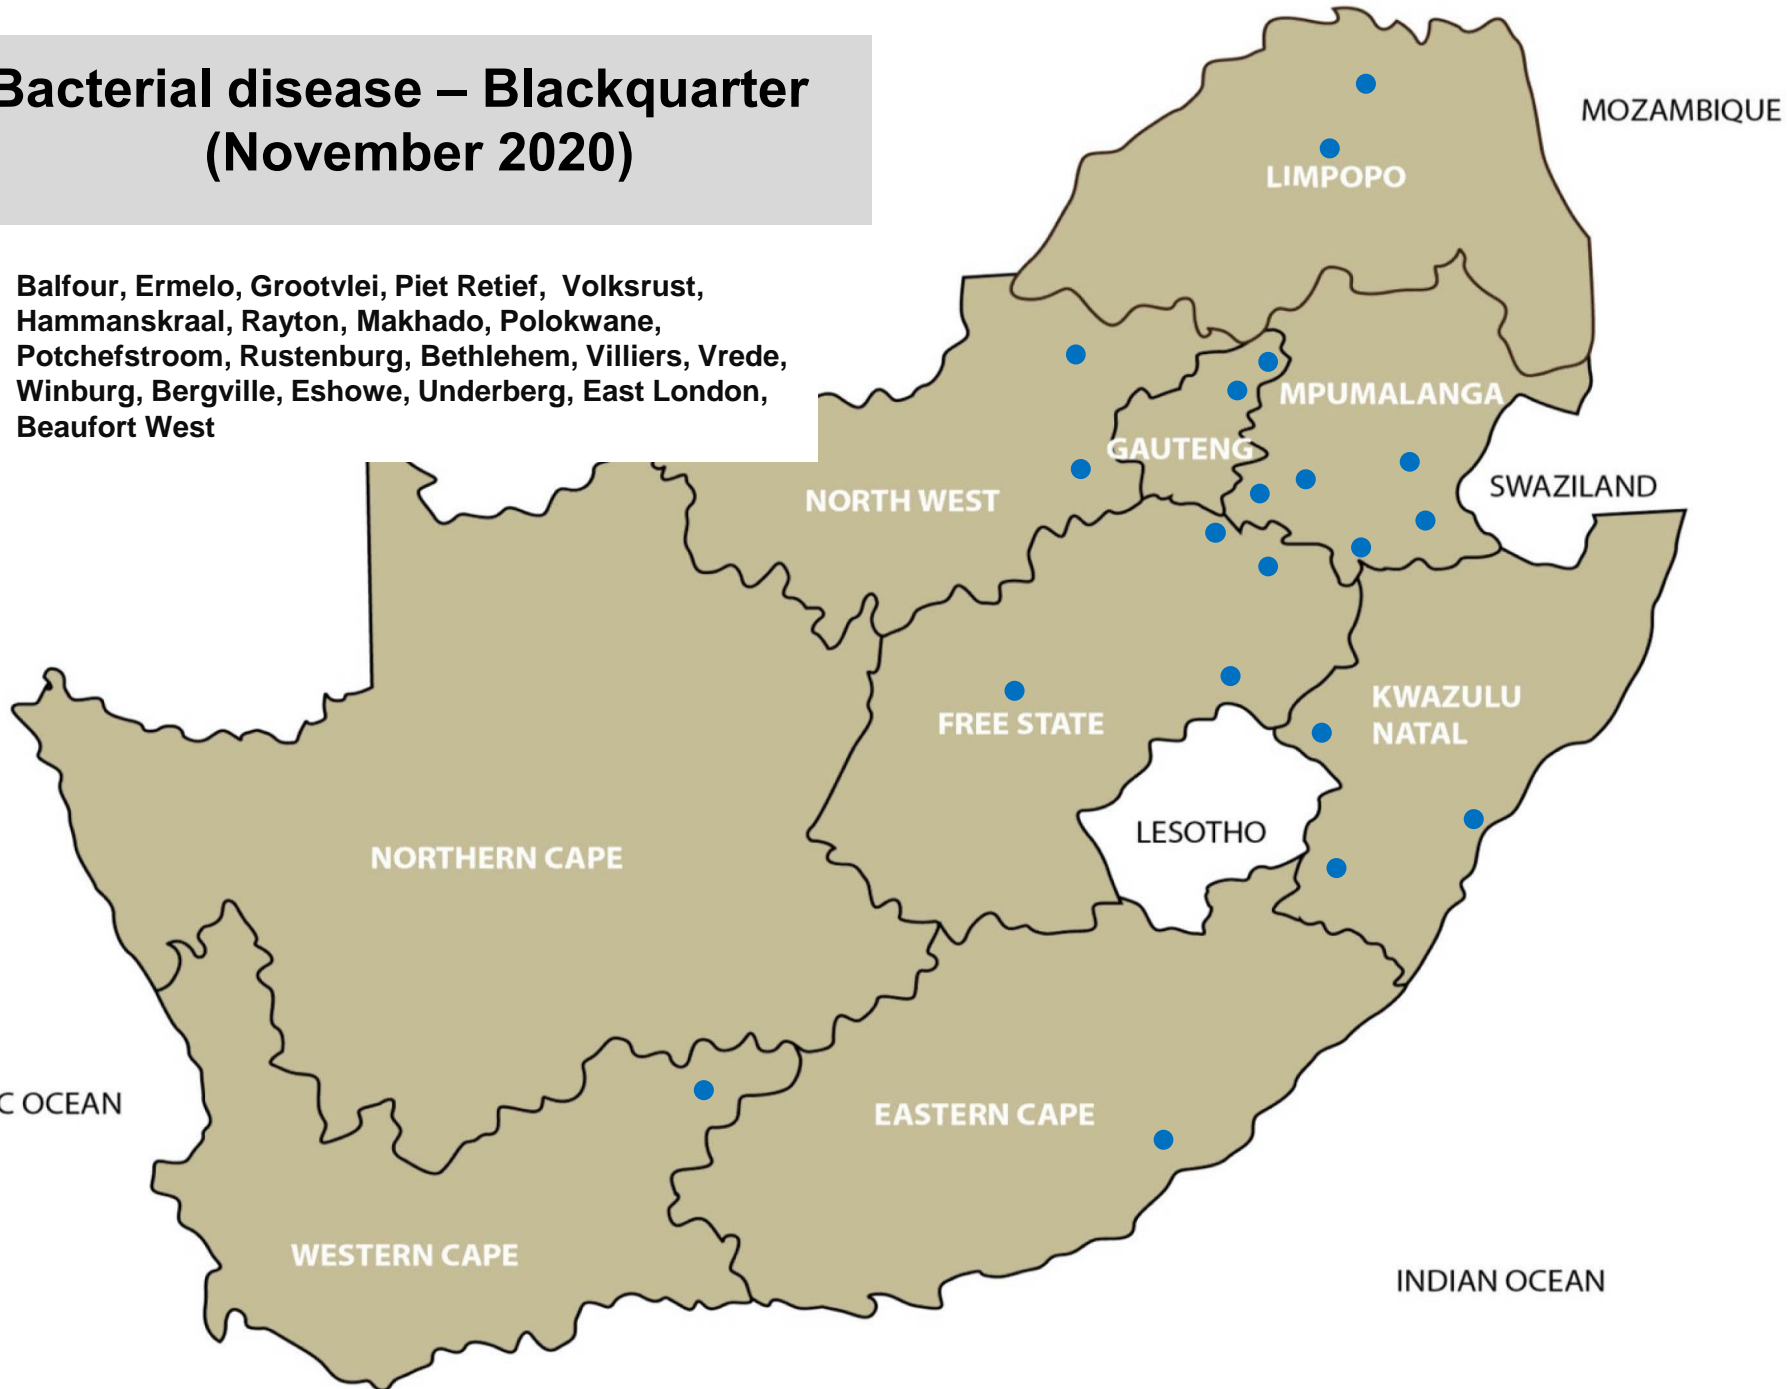 Bacterial disease – Blackquarter
(November 2020)
Balfour, Ermelo, Grootvlei, Piet Retief, Volksrust,
Hammanskraal, Rayton, Makhado, Polokwane,
Potchefstroom, Rustenburg, Bethlehem, Villiers, Vrede,
Winburg, Bergville, Eshowe, Underberg, East London,
Beaufort West
MOZAMBIQUE
LIMPOPO
MPUMALANGA
GAUTENG
SWAZILAND
NORTH WEST
KWAZULU
NATAL
FREE STATE
LESOTHO
NORTHERN CAPE
C OCEAN
EASTERN CAPE
WESTERN CAPE
INDIAN OCEAN